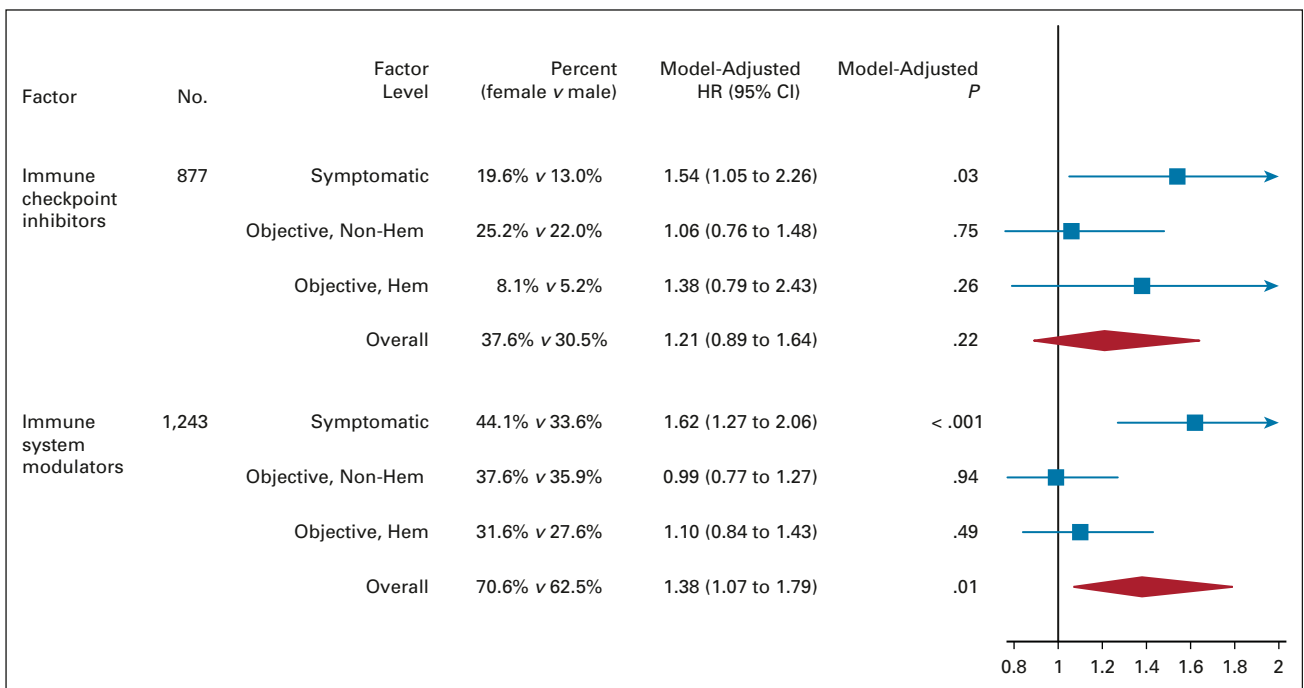 Factor No. Factor Level Percent (female v male) Model-Adjusted HR (95% CI) Model-Adjusted P
Immune checkpoint inhibitors 877 Symptomatic 19.6% v 13.0% 1.54 (1.05 to 2.26) .03
Objective, Non-Hem 25.2% v 22.0% 1.06 (0.76 to 1.48) .75
Objective, Hem 8.1% v 5.2% 1.38 (0.79 to 2.43) .26
Overall 37.6% v 30.5% 1.21 (0.89 to 1.64) .22
Immune system modulators 1,243 Symptomatic 44.1% v 33.6% 1.62 (1.27 to 2.06) < .001
Objective, Non-Hem 37.6% v 35.9% 0.99 (0.77 to 1.27) .94
Objective, Hem 31.6% v 27.6% 1.10 (0.84 to 1.43) .49
Overall 70.6% v 62.5% 1.38 (1.07 to 1.79) .01
0.8 1 1.2 1.4 1.6 1.8 2